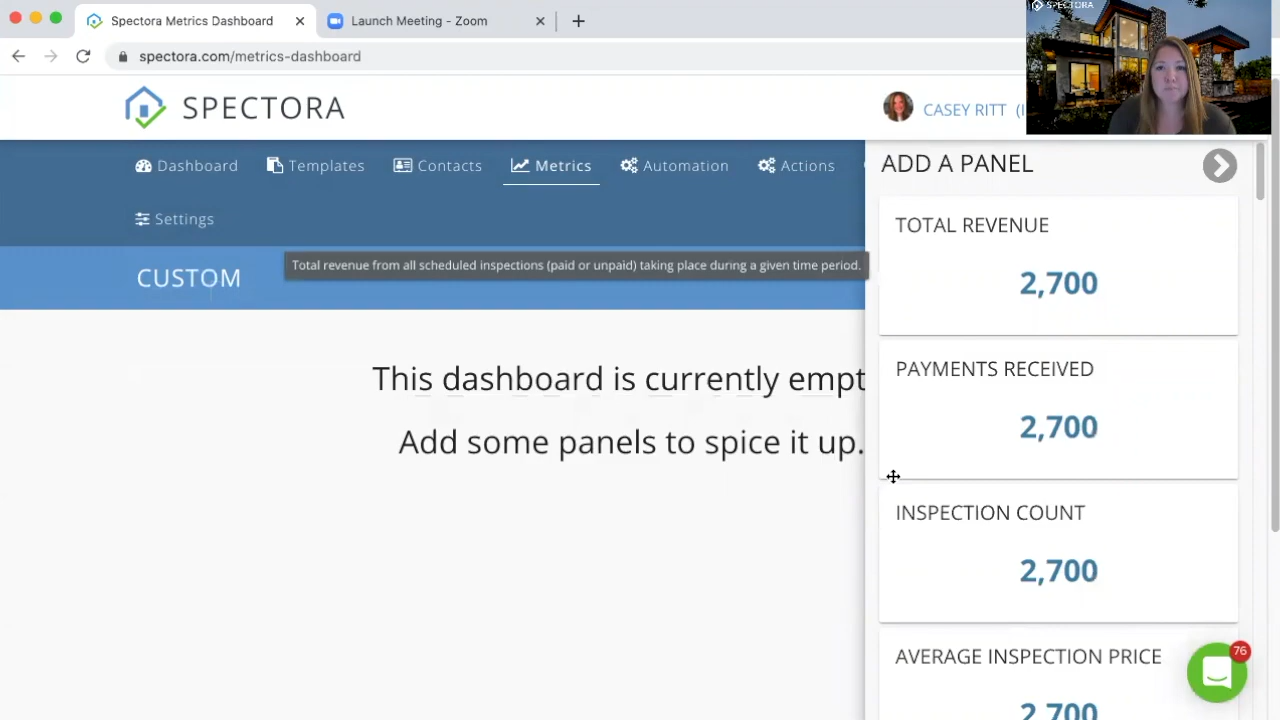 Spectora Metrics Dashboard
Launch Meeting - Zoom
spectora.com/metrics-dashboard
SPECTORA
SPECTORA
CASEY RITT
Dashboard
Templates
Contacts
Metrics
Automation
Actions
Settings
CUSTOM
Total revenue from all scheduled inspections (paid or unpaid) taking place during a given time period.
This dashboard is currently empt
Add some panels to spice it up.
ADD A PANEL
TOTAL REVENUE
2,700
PAYMENTS RECEIVED
2,700
INSPECTION COUNT
2,700
AVERAGE INSPECTION PRICE
2,700
76